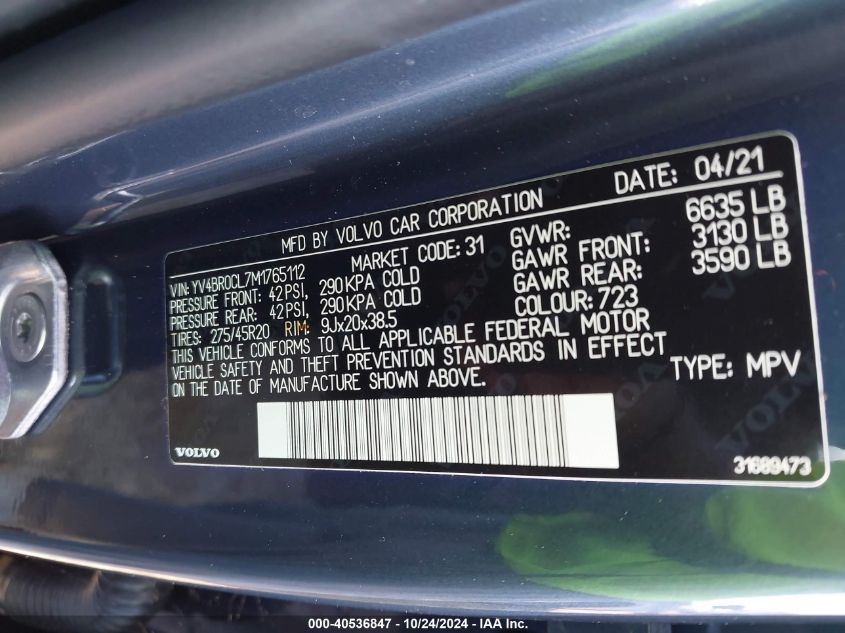 MFD BY VOLVO CAR CORPORATION DATE: 04/21
VIN: YV4BR0CL7M1765112 MARKET CODE: 31 GVWR: 6635 LB
PRESSURE FRONT: 42PSI, 290KPA COLD GAWR FRONT: 3130 LB
PRESSURE REAR: 42PSI, 290KPA COLD GAWR REAR: 3590 LB
TIRES: 275/45R20 RIM: 9Jx20x38.5 COLOUR: 723
THIS VEHICLE CONFORMS TO ALL APPLICABLE FEDERAL MOTOR
VEHICLE SAFETY AND THEFT PREVENTION STANDARDS IN EFFECT
ON THE DATE OF MANUFACTURE SHOWN ABOVE. TYPE: MPV
VOLVO 31689473
000-40536847 - 10/24/2024 - IAA Inc.